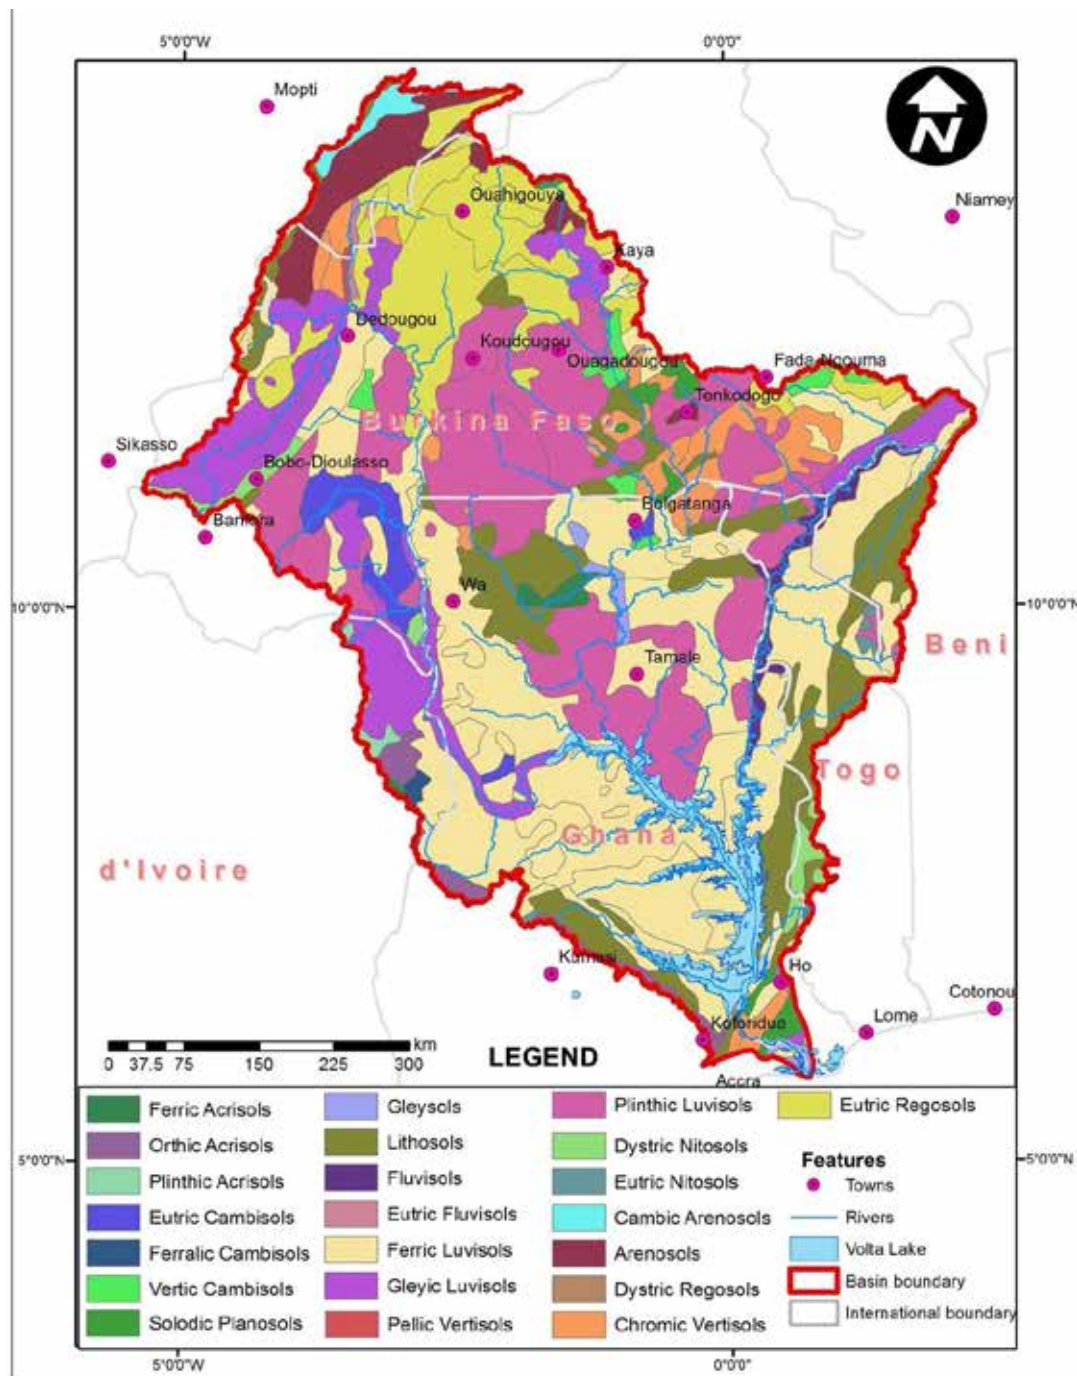 5°0'0"W 0°0'0"
Mopti
N
Ouahigouya
Niamey
Kaya
Dedougou
Koudougou
Ouagadougou
Fada-Ngourma
Tenkodogo
Burkina Faso
Sikasso
Bobo-Dioulasso
Bolgatanga
Banfora
Wa
10°0'0"N 10°0'0"N
Beni
Tamale
Togo
Ghana
d'Ivoire
Kumasi
Ho
Cotonou
Koforidua
Lome
km
0 37.5 75 150 225 300
LEGEND
Accra
Ferric Acrisols
Orthic Acrisols
Plinthic Acrisols
Eutric Cambisols
Ferralic Cambisols
Vertic Cambisols
Solodic Planosols
Gleysols
Lithosols
Fluvisols
Eutric Fluvisols
Ferric Luvisols
Gleyic Luvisols
Pellic Vertisols
Plinthic Luvisols
Dystric Nitosols
Eutric Nitosols
Cambic Arenosols
Arenosols
Dystric Regosols
Chromic Vertisols
Eutric Regosols
Features
Towns
Rivers
Volta Lake
Basin boundary
International boundary
5°0'0"N 5°0'0"N
5°0'0"W 0°0'0"